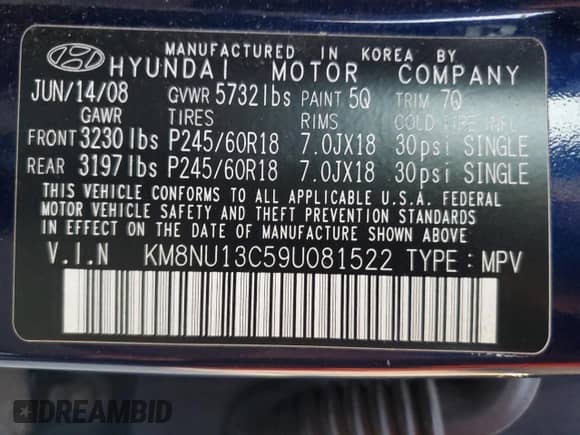 MANUFACTURED IN KOREA BY
HYUNDAI MOTOR COMPANY
JUN/14/08 GVWR 5732lbs PAINT 5Q TRIM 7Q
GAWR TIRES RIMS COLD TIRE INFL
FRONT 3230lbs P245/60R18 7.0JX18 30psi SINGLE
REAR 3197lbs P245/60R18 7.0JX18 30psi SINGLE
THIS VEHICLE CONFORMS TO ALL APPLICABLE U.S.A. FEDERAL
MOTOR VEHICLE SAFETY AND THEFT PREVENTION STANDARDS
IN EFFECT ON THE DATE OF MANUFACTURE SHOWN ABOVE.
V.I.N KM8NU13C59U081522 TYPE : MPV
DREAMBID